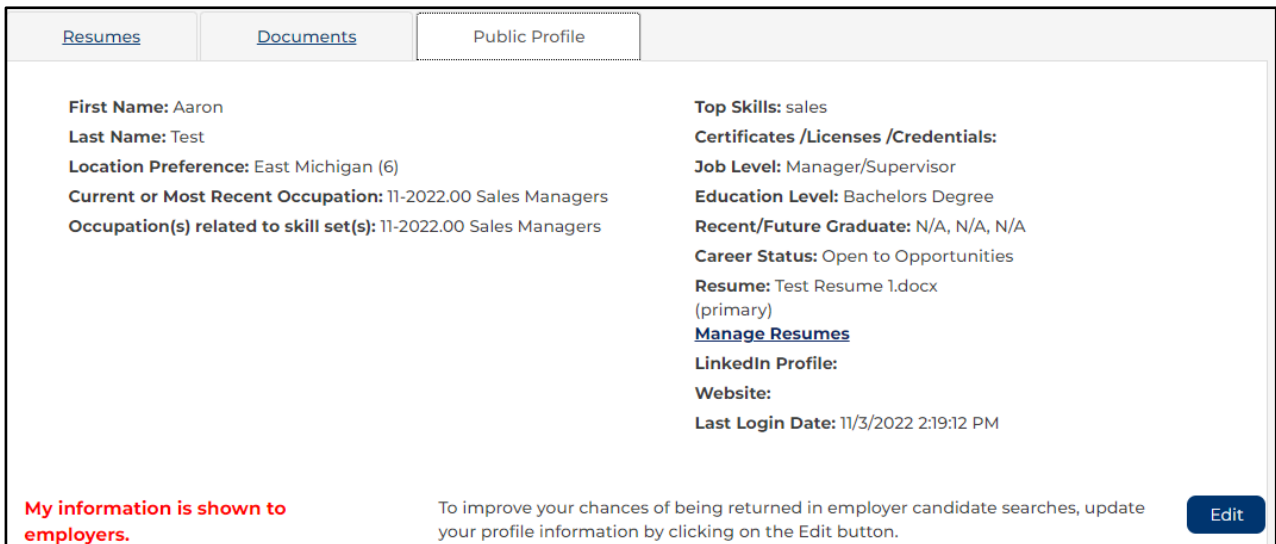 Resumes
Documents
Public Profile
First Name: Aaron
Last Name: Test
Location Preference: East Michigan (6)
Current or Most Recent Occupation: 11-2022.00 Sales Managers
Occupation(s) related to skill set(s): 11-2022.00 Sales Managers
Top Skills: sales
Certificates /Licenses /Credentials:
Job Level: Manager/Supervisor
Education Level: Bachelors Degree
Recent/Future Graduate: N/A, N/A, N/A
Career Status: Open to Opportunities
Resume: Test Resume 1.docx
(primary)
Manage Resumes
LinkedIn Profile:
Website:
Last Login Date: 11/3/2022 2:19:12 PM
My information is shown to
employers.
To improve your chances of being returned in employer candidate searches, update
your profile information by clicking on the Edit button.
Edit